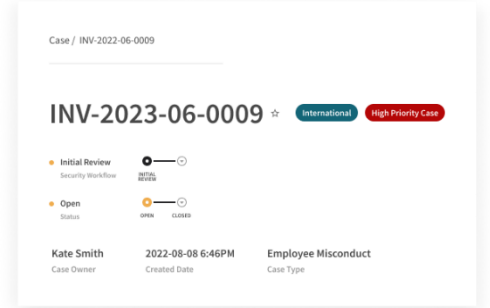 Case / INV-2022-06-0009
INV-2023-06-0009 ☆ International High Priority Case
Initial Review
Security Workflow
INITIAL
REVIEW
Open
Status
OPEN CLOSED
Kate Smith 2022-08-08 6:46PM Employee Misconduct
Case Owner Created Date Case Type